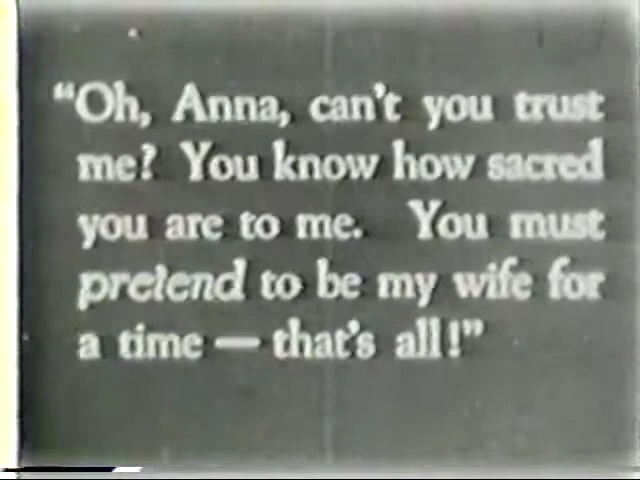 “Oh, Anna, can't you trust
me? You know how sacred
you are to me. You must
pretend to be my wife for
a time — that's all!”